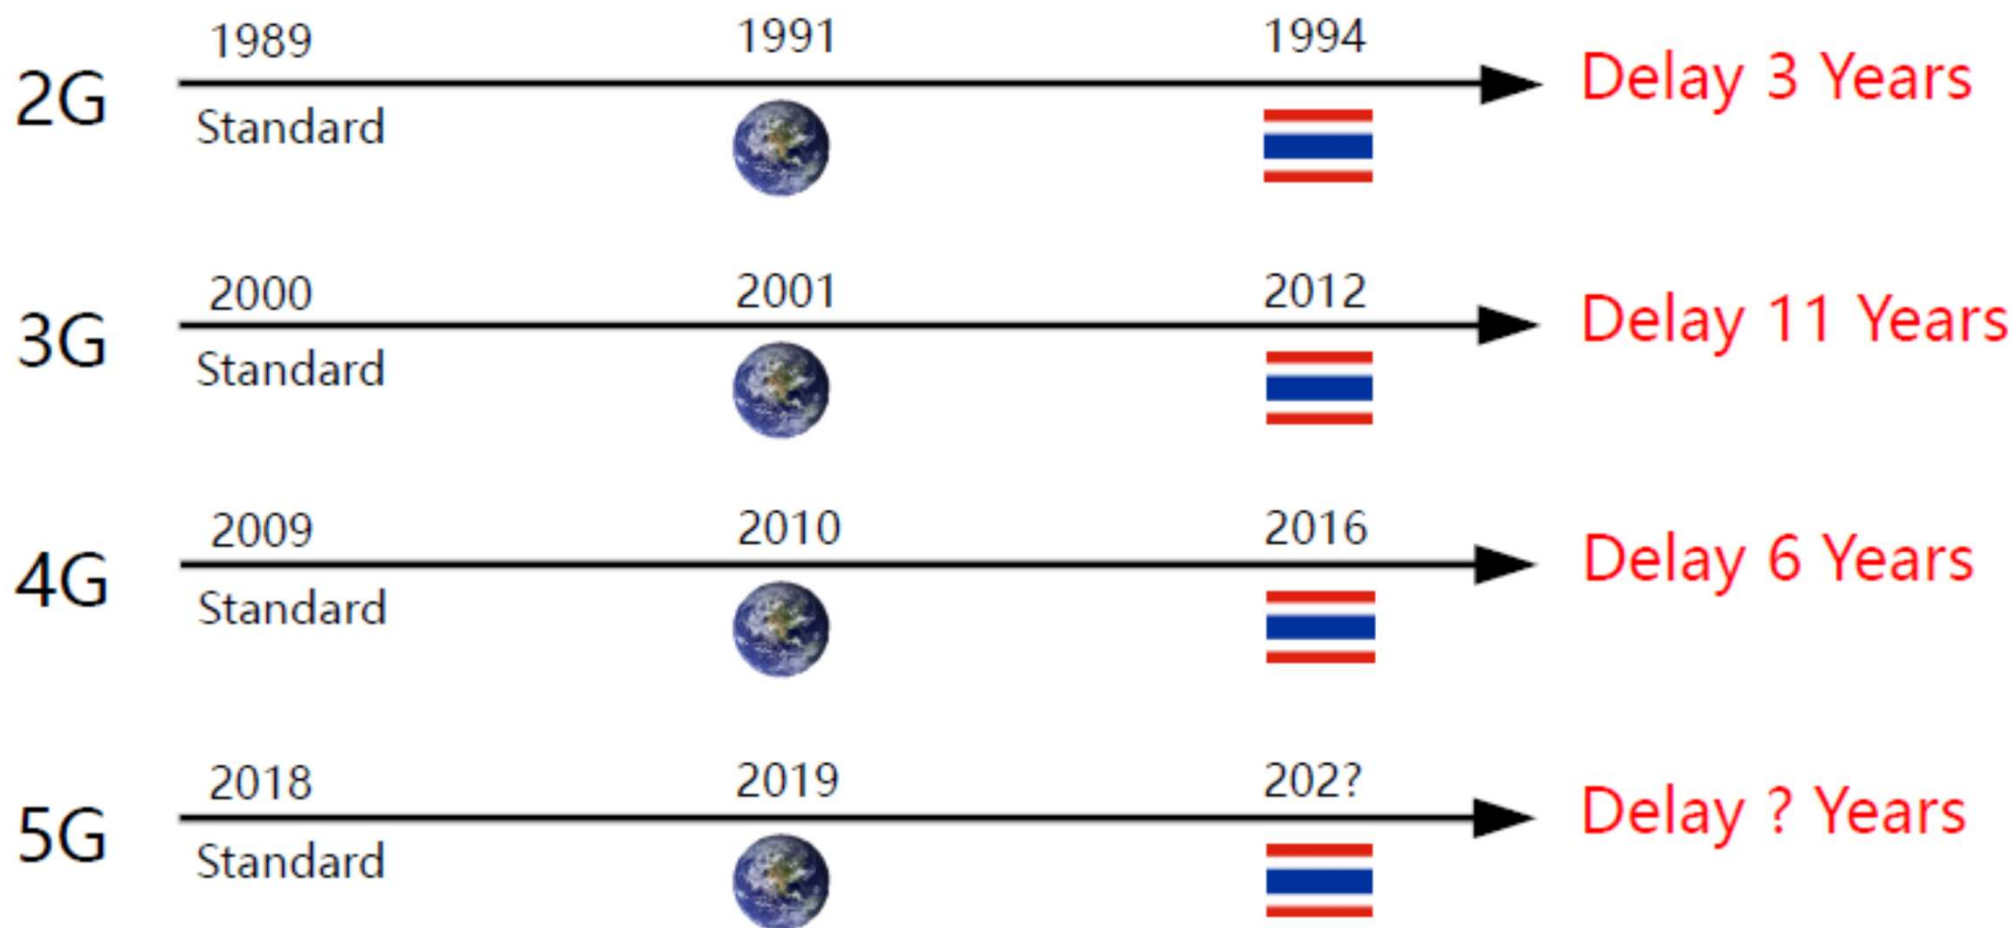 1989 1991 1994
2G Delay 3 Years
Standard
2000 2001 2012
3G Delay 11 Years
Standard
2009 2010 2016
4G Delay 6 Years
Standard
2018 2019 202?
5G Delay ? Years
Standard